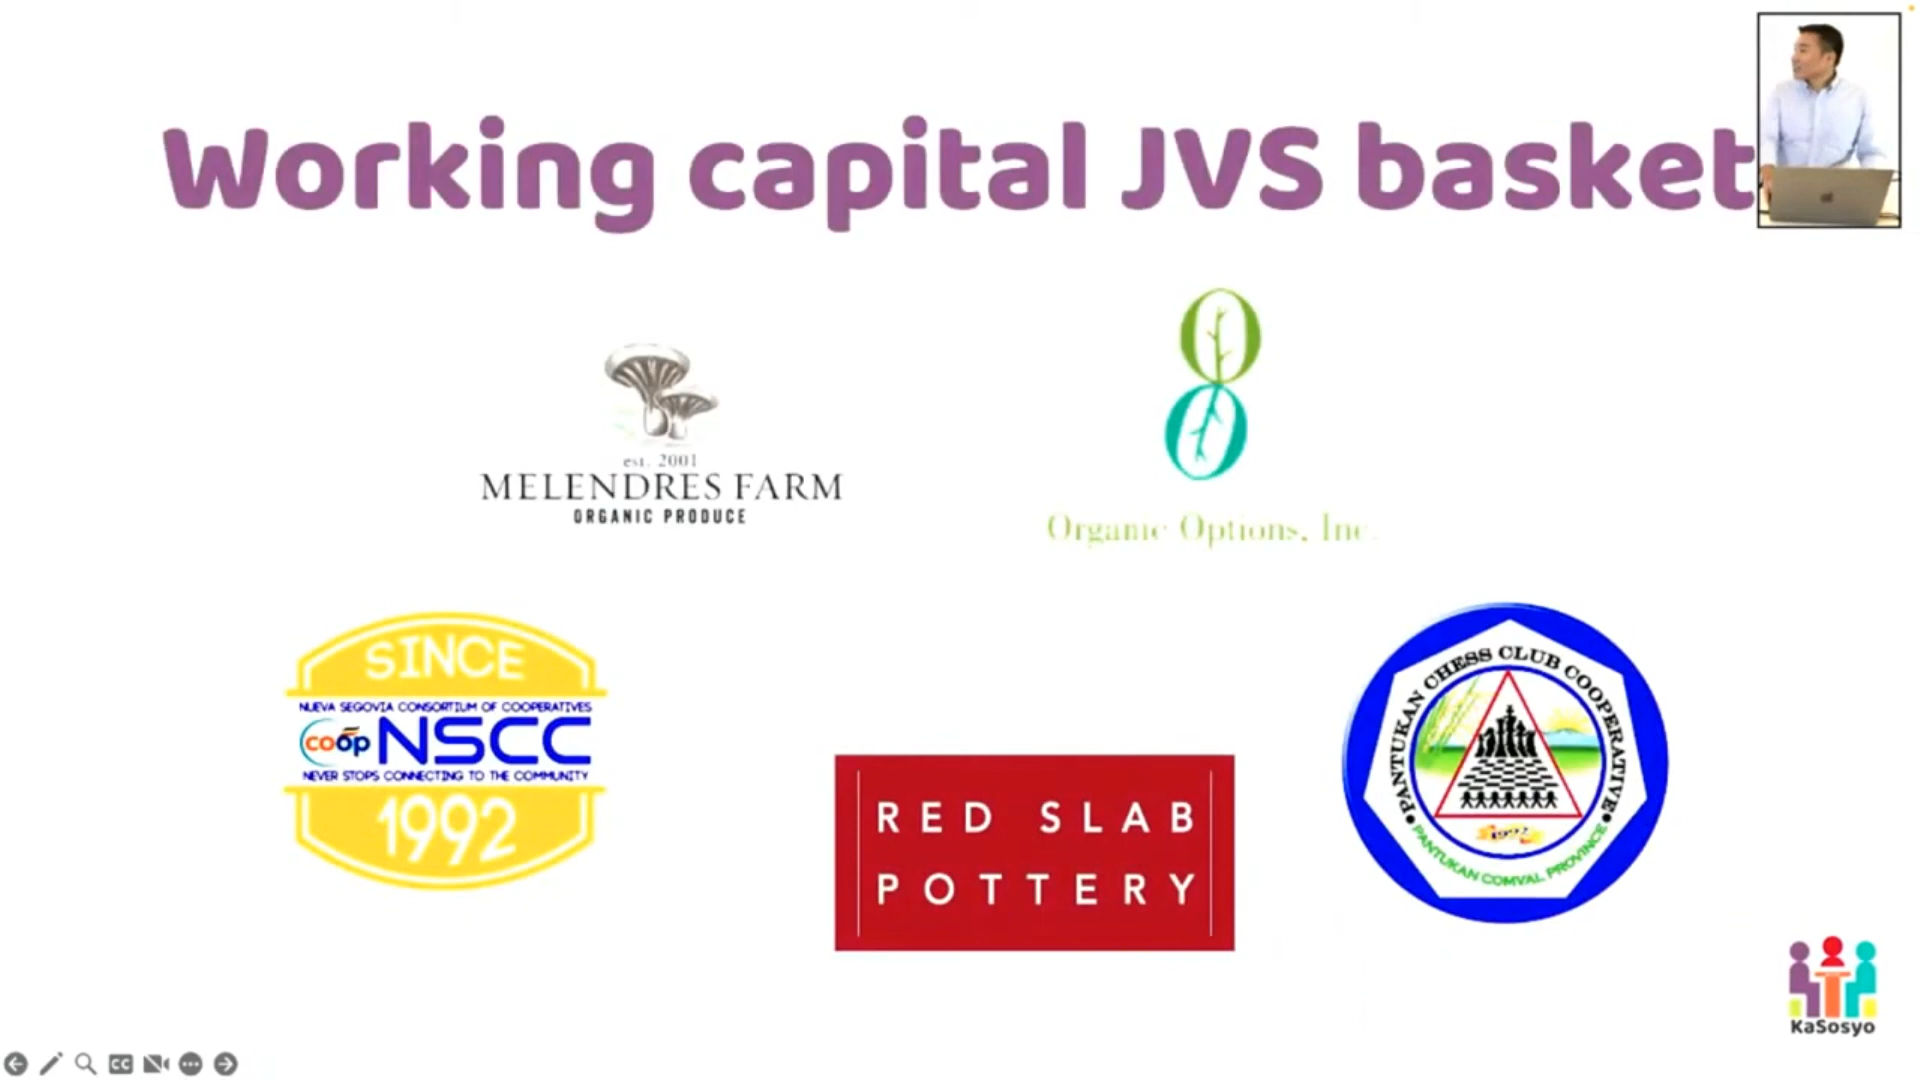 Working capital JVS basket
est. 2001
MELENDRES FARM
ORGANIC PRODUCE
Organic Options, Inc.
SINCE
NUEVA SEGOVIA CONSORTIUM OF COOPERATIVES
coop NSCC
NEVER STOPS CONNECTING TO THE COMMUNITY
1992
RED SLAB
POTTERY
PANTUKAN CHESS CLUB COOPERATIVE
1992
PANTUKAN COMVAL PROVINCE
KaSosyo
CC